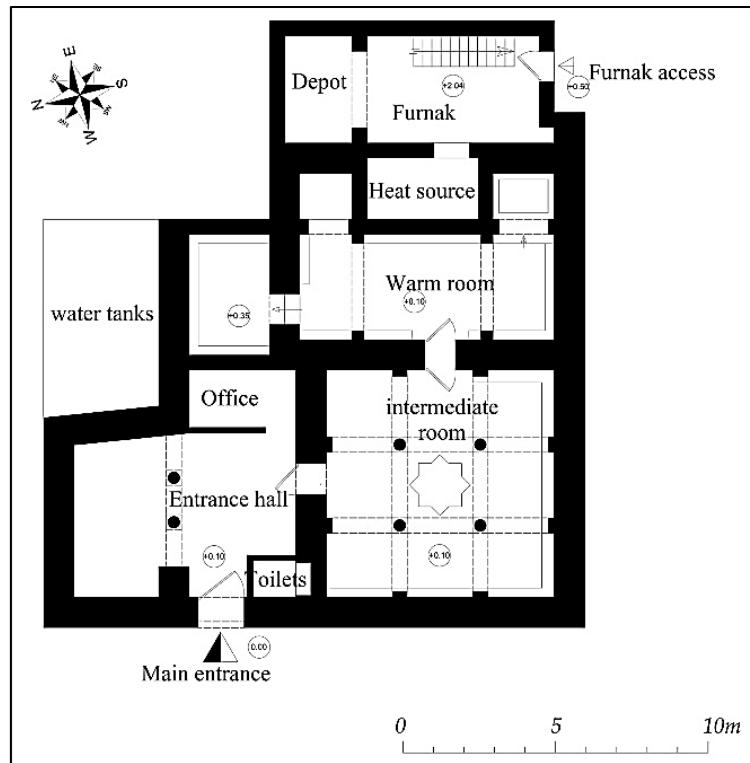 E
S
N
W
Depot
+2.04
Furnak
Furnak access
+0.50
Heat source
Warm room
+0.10
water tanks
+0.35
Office
intermediate
room
Entrance hall
+0.10
+0.10
Toilets
0.00
Main entrance
0 5 10m